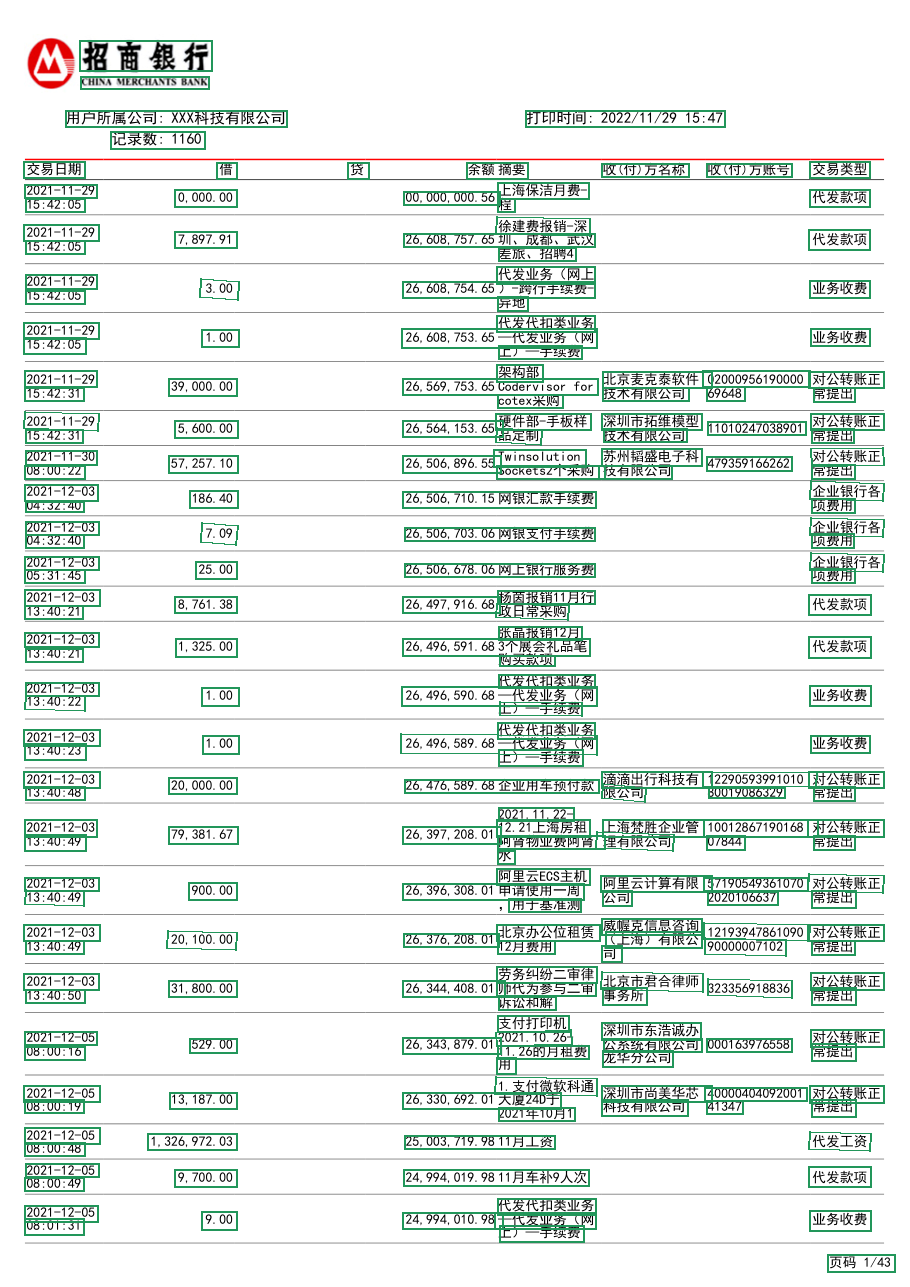 招商银行
CHINA MERCHANTS BANK
用户所属公司: XXX科技有限公司 打印时间: 2022/11/29 15:47
记录数: 1160
交易日期 借 贷 余额 摘要 收(付)方名称 收(付)方账号 交易类型
2021-11-29 15:42:05 0,000.00 00,000,000.56 上海保洁月费-程 代发款项
2021-11-29 15:42:05 7,897.91 26,608,757.65 徐建费报销-深圳、成都、武汉差旅、招聘4 代发款项
2021-11-29 15:42:05 3.00 26,608,754.65 代发业务（网上）-跨行手续费-异地 业务收费
2021-11-29 15:42:05 1.00 26,608,753.65 代发代扣类业务—代发业务（网上）—手续费 业务收费
2021-11-29 15:42:31 39,000.00 26,569,753.65 架构部Codervisor for cotex采购 北京麦克泰软件技术有限公司 0200095619000069648 对公转账正常提出
2021-11-29 15:42:31 5,600.00 26,564,153.65 硬件部-手板样品定制 深圳市拓维模型技术有限公司 11010247038901 对公转账正常提出
2021-11-30 08:00:22 57,257.10 26,506,896.55 Twinsolution Sockets2个采购 苏州韬盛电子科技有限公司 479359166262 对公转账正常提出
2021-12-03 04:32:40 186.40 26,506,710.15 网银汇款手续费 企业银行各项费用
2021-12-03 04:32:40 7.09 26,506,703.06 网银支付手续费 企业银行各项费用
2021-12-03 05:31:45 25.00 26,506,678.06 网上银行服务费 企业银行各项费用
2021-12-03 13:40:21 8,761.38 26,497,916.68 杨茵报销11月行政日常采购 代发款项
2021-12-03 13:40:21 1,325.00 26,496,591.68 张晶报销12月3个展会礼品笔购买款项 代发款项
2021-12-03 13:40:22 1.00 26,496,590.68 代发代扣类业务—代发业务（网上）—手续费 业务收费
2021-12-03 13:40:23 1.00 26,496,589.68 代发代扣类业务—代发业务（网上）—手续费 业务收费
2021-12-03 13:40:48 20,000.00 26,476,589.68 企业用车预付款 滴滴出行科技有限公司 1229059399101080019086329 对公转账正常提出
2021-12-03 13:40:49 79,381.67 26,397,208.01 2021.11.22-12.21上海房租阿肾物业费阿肾水 上海梵胜企业管理有限公司 1001286719016807844 对公转账正常提出
2021-12-03 13:40:49 900.00 26,396,308.01 阿里云ECS主机申请使用一周，用于基准测 阿里云计算有限公司 571905493610702020106637 对公转账正常提出
2021-12-03 13:40:49 20,100.00 26,376,208.01 北京办公位租赁12月费用 威幄克信息咨询（上海）有限公司 1219394786109090000007102 对公转账正常提出
2021-12-03 13:40:50 31,800.00 26,344,408.01 劳务纠纷二审律师代为参与二审诉讼和解 北京市君合律师事务所 323356918836 对公转账正常提出
2021-12-05 08:00:16 529.00 26,343,879.01 支付打印机2021.10.26-11.26的月租费用 深圳市东浩诚办公系统有限公司龙华分公司 000163976558 对公转账正常提出
2021-12-05 08:00:19 13,187.00 26,330,692.01 1.支付微软科通大厦24D于2021年10月1 深圳市尚美华芯科技有限公司 4000040409200141347 对公转账正常提出
2021-12-05 08:00:48 1,326,972.03 25,003,719.98 11月工资 代发工资
2021-12-05 08:00:49 9,700.00 24,994,019.98 11月车补9人次 代发款项
2021-12-05 08:01:31 9.00 24,994,010.98 代发代扣类业务—代发业务（网上）—手续费 业务收费
页码 1/43